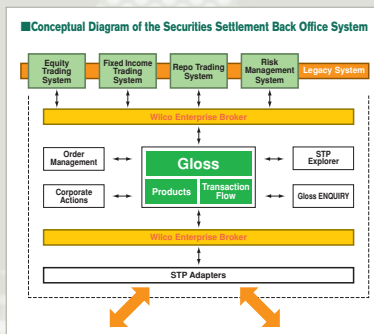 ■Conceptual Diagram of the Securities Settlement Back Office System
Equity
Trading
System
Fixed Income
Trading
System
Repo Trading
System
Risk
Management
System
Legacy System
Wilco Enterprise Broker
Order
Management
Gloss
STP
Explorer
Corporate
Actions
Products
Transaction
Flow
Gloss ENQUIRY
Wilco Enterprise Broker
STP Adapters